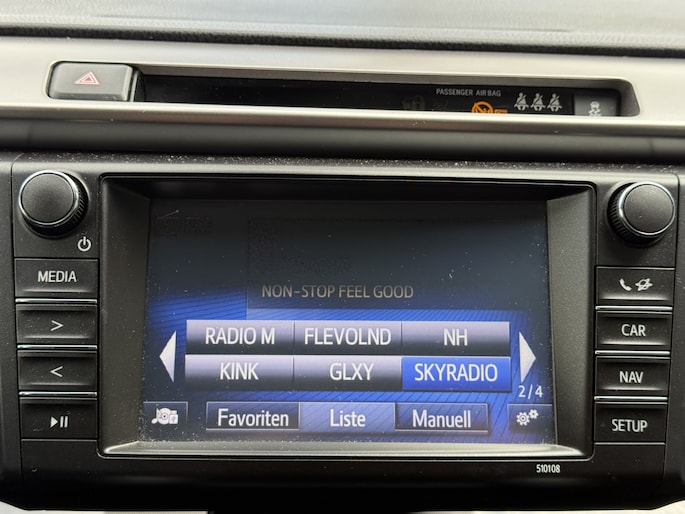 PASSENGER AIR BAG
MEDIA
>
<
NON-STOP FEEL GOOD
RADIO M FLEVOLND NH
KINK GLXY SKYRADIO
2/4
Favoriten Liste Manuell
CAR
NAV
SETUP
510108